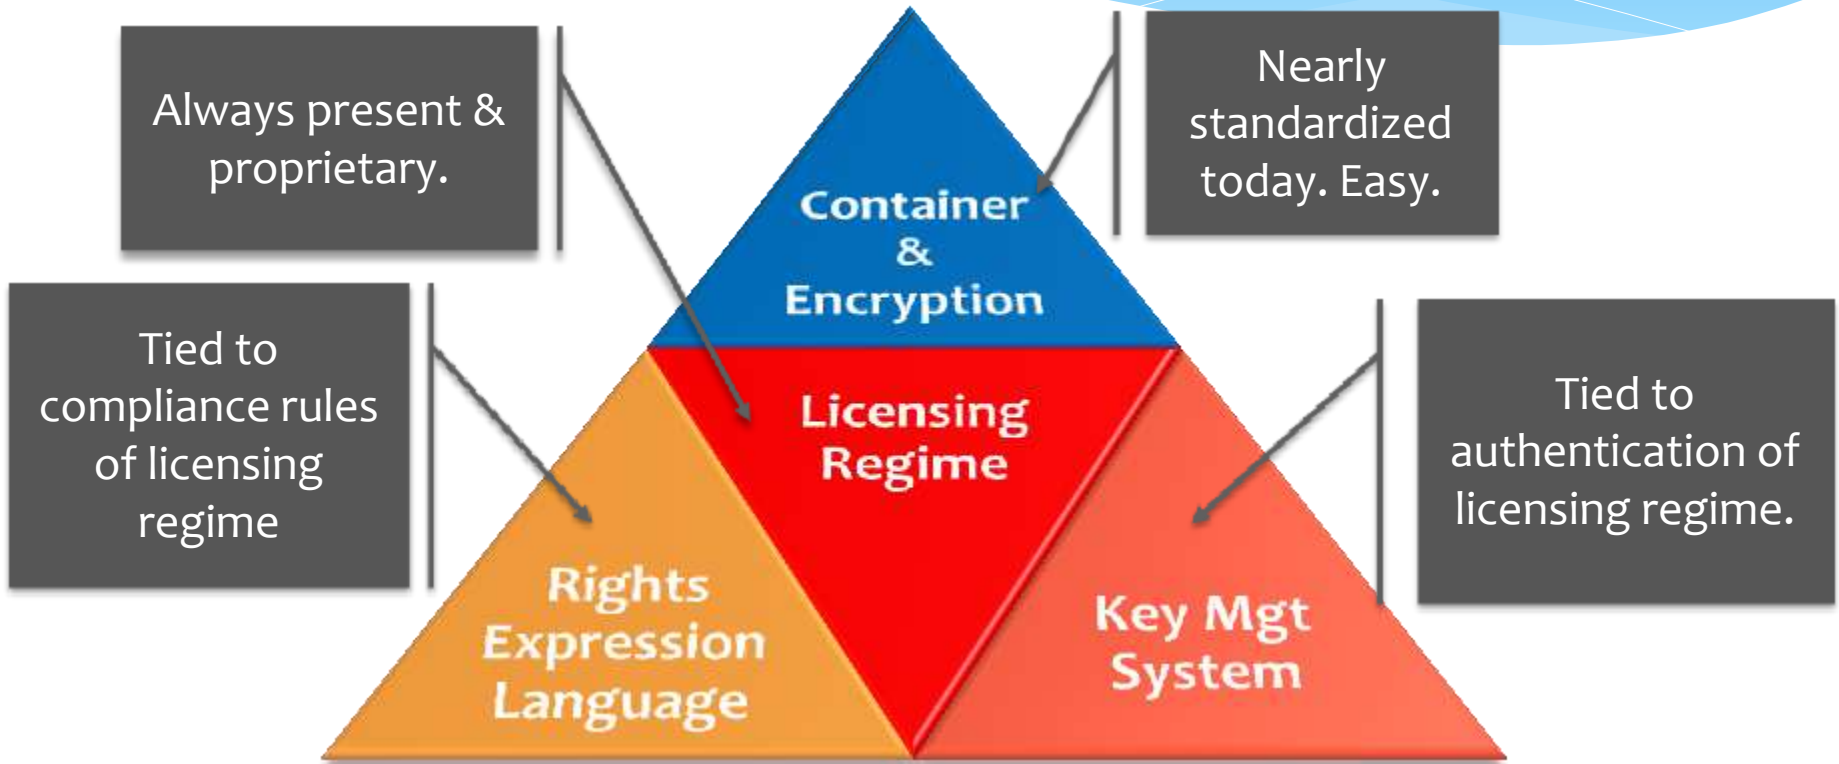 Always present &
proprietary.
Nearly
standardized
today. Easy.
Container
&
Encryption
Tied to
compliance rules
of licensing
regime
Licensing
Regime
Tied to
authentication of
licensing regime.
Rights
Expression
Language
Key Mgt
System